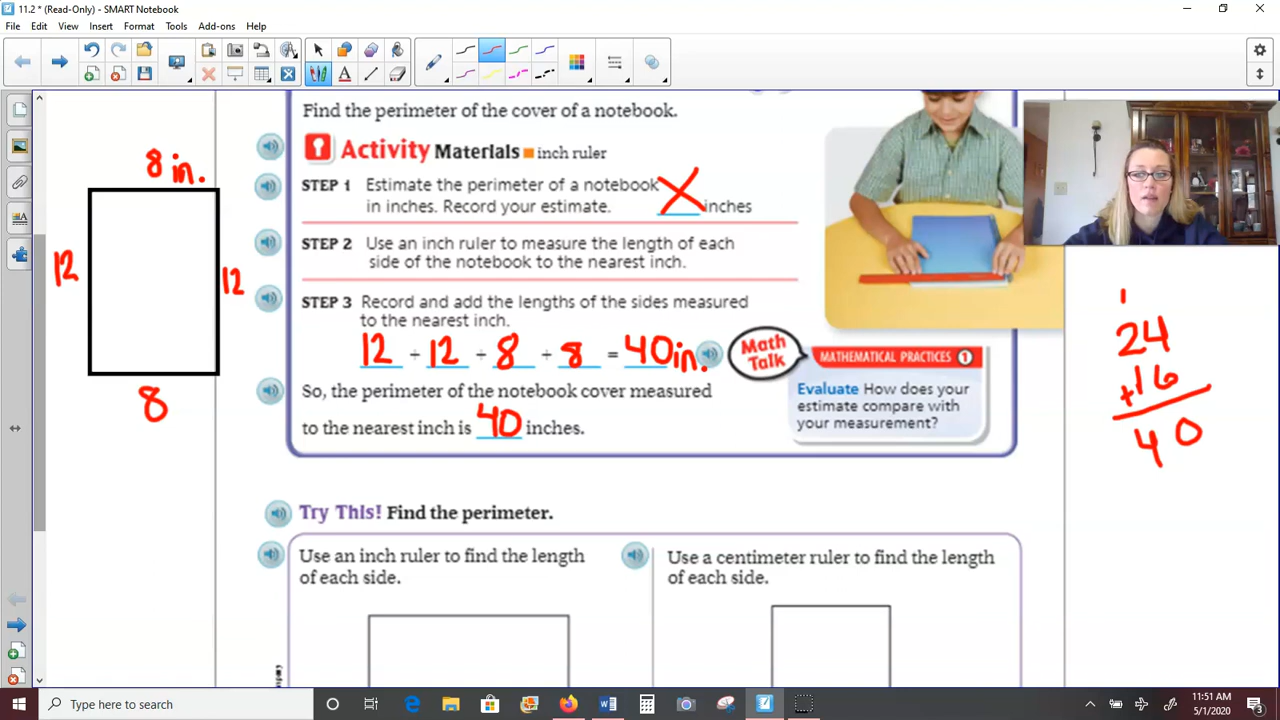 11.2 * (Read-Only) - SMART Notebook
File Edit View Insert Format Tools Add-ons Help
Find the perimeter of the cover of a notebook.
Activity Materials inch ruler
STEP 1 Estimate the perimeter of a notebook
in inches. Record your estimate. X inches
STEP 2 Use an inch ruler to measure the length of each
side of the notebook to the nearest inch.
STEP 3 Record and add the lengths of the sides measured
to the nearest inch.
12 + 12 + 8 + 8 = 40in.
So, the perimeter of the notebook cover measured
to the nearest inch is 40 inches.
Math
Talk
MATHEMATICAL PRACTICES 1
Evaluate How does your
estimate compare with
your measurement?
8 in.
12
12
8
1
24
+16
40
Try This! Find the perimeter.
Use an inch ruler to find the length
of each side.
Use a centimeter ruler to find the length
of each side.
Type here to search
11:51 AM
5/1/2020
3